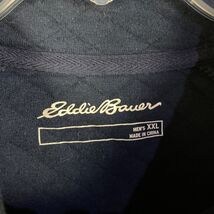 Eddie Bauer
MEN'S XXL
MADE IN CHINA